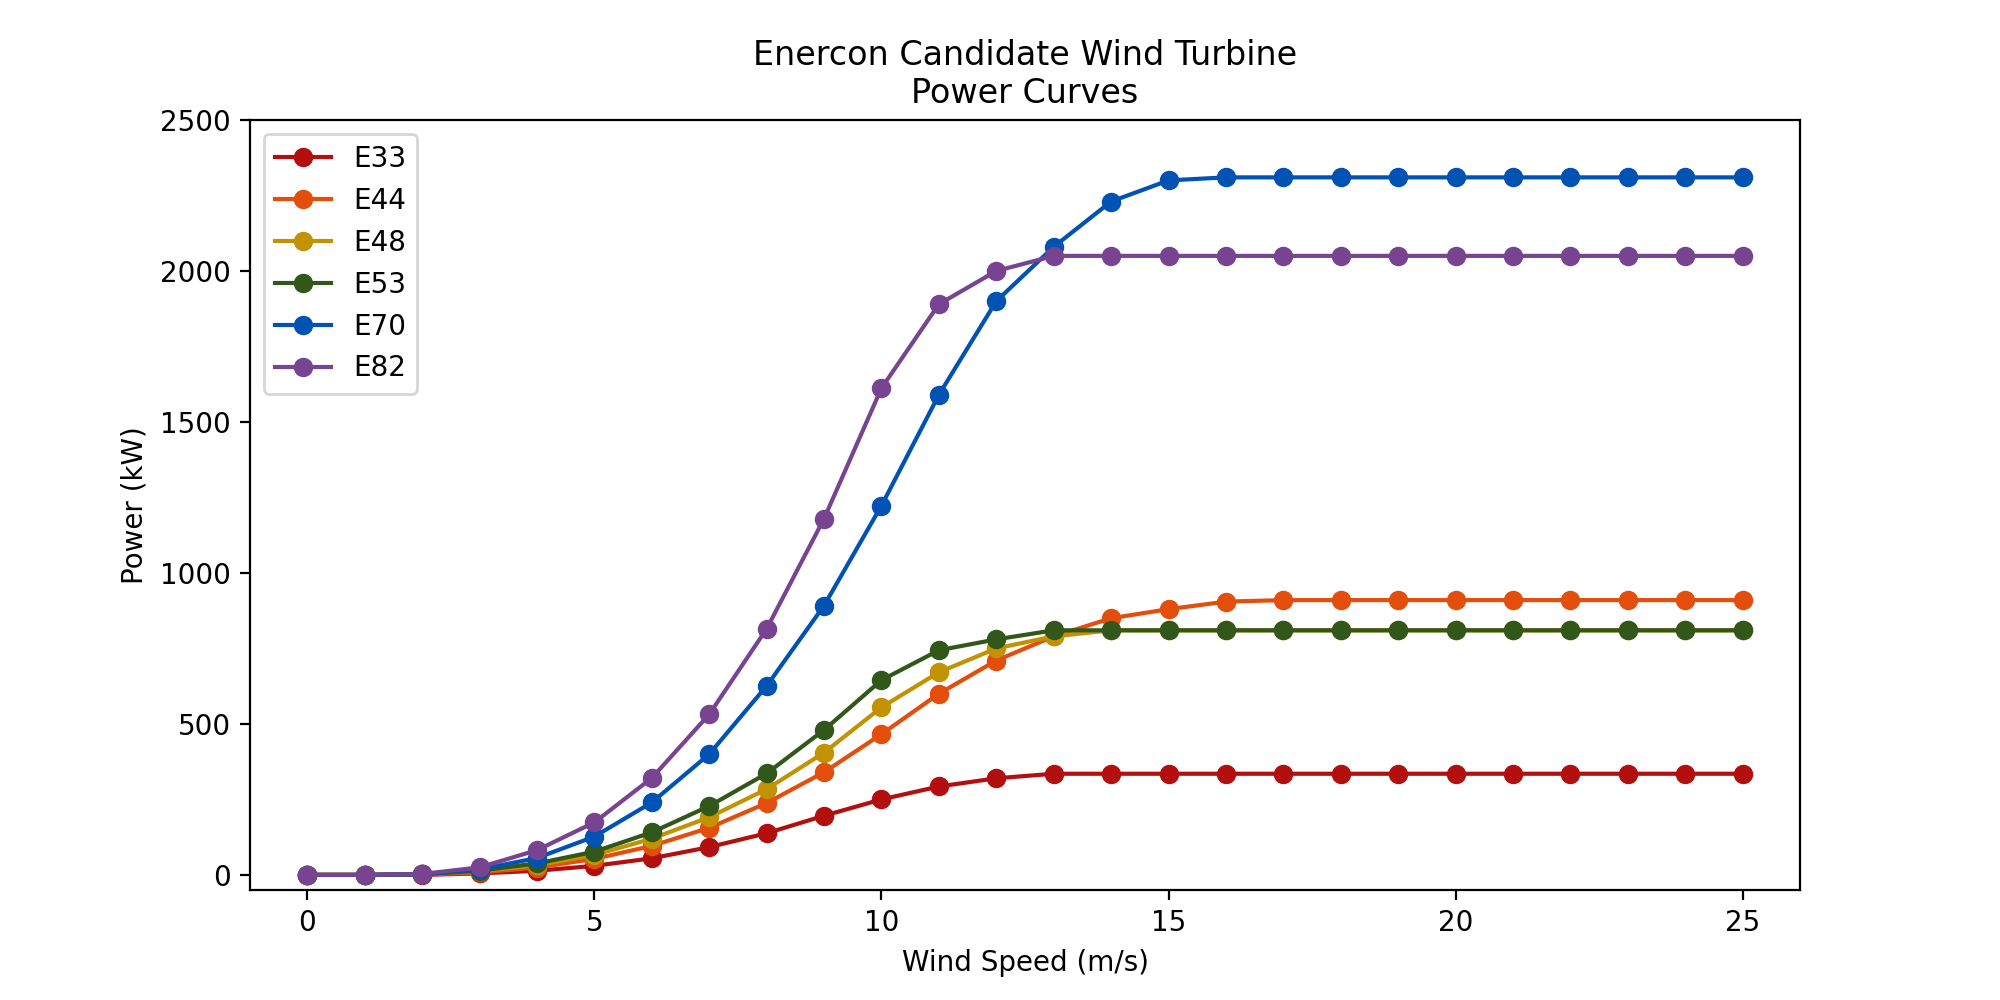 Enercon Candidate Wind Turbine
Power Curves
2500
2000
1500
1000
500
0
Power (kW)
E33
E44
E48
E53
E70
E82
0 5 10 15 20 25
Wind Speed (m/s)